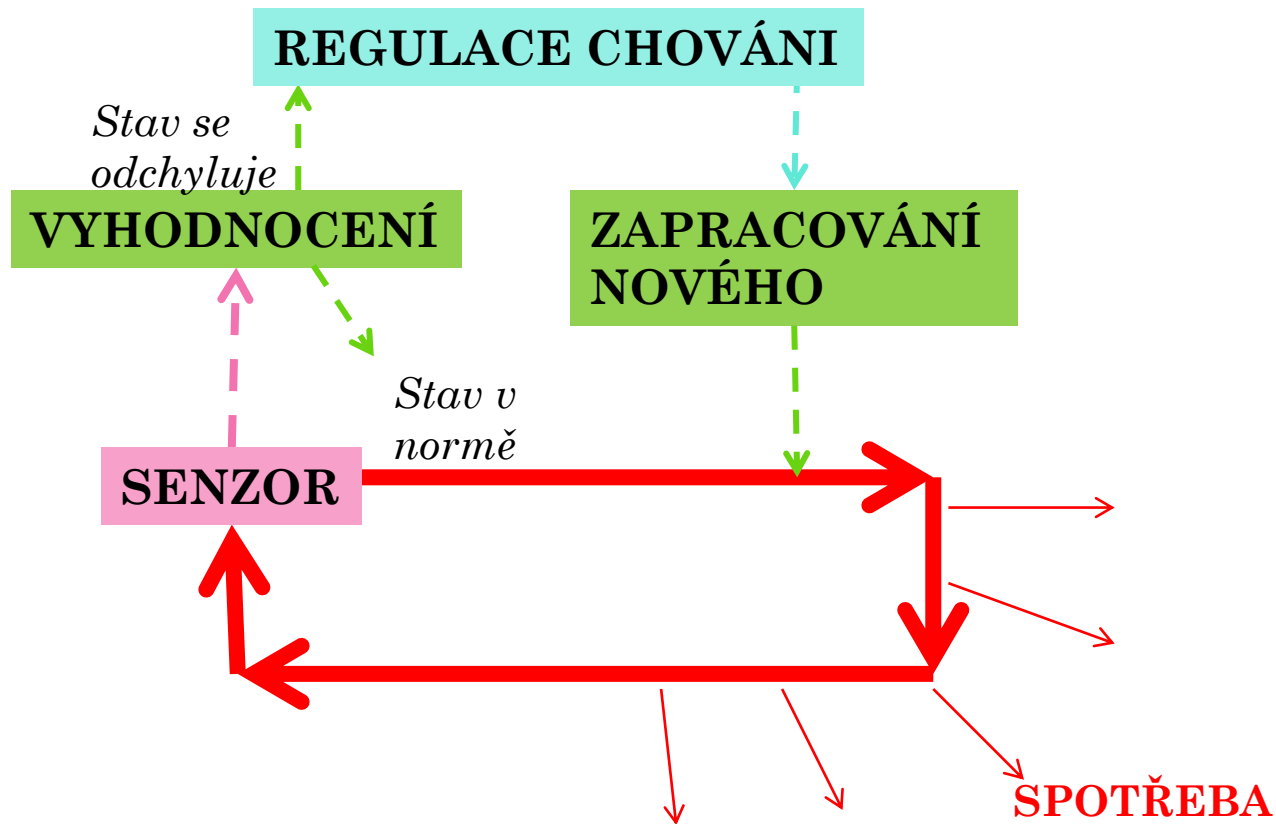 REGULACE CHOVÁNI
Stav se
odchyluje
VYHODNOCENÍ
ZAPRACOVÁNÍ
NOVÉHO
Stav v
normě
SENZOR
SPOTŘEBA